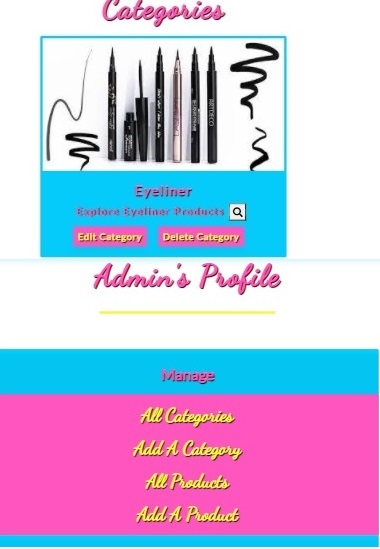 Categories
Eyeliner
Explore Eyeliner Products
Edit Category
Delete Category
Admin's Profile
Manage
All Categories
Add A Category
All Products
Add A Product